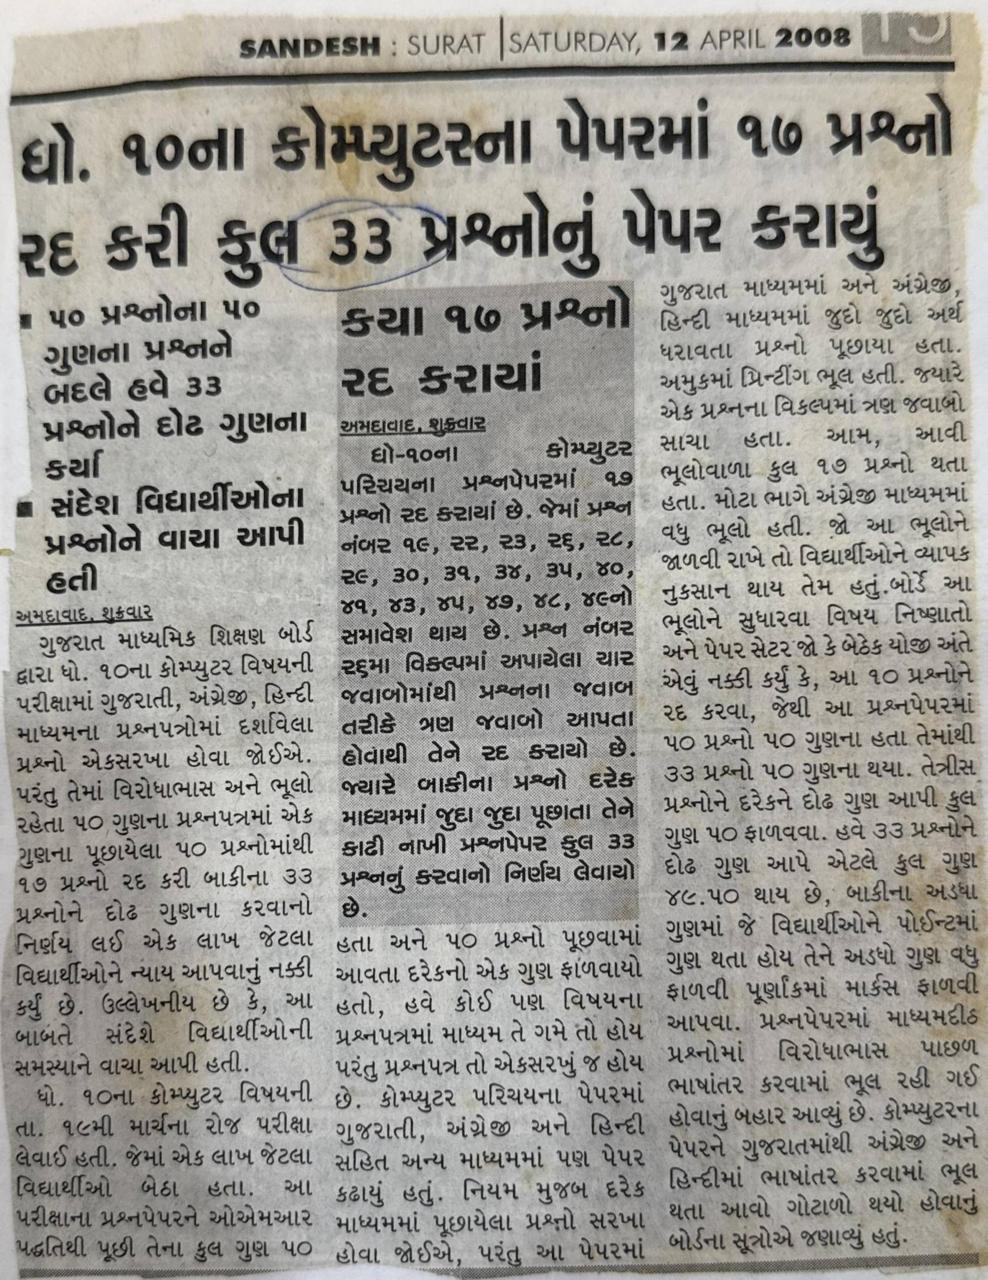 SANDESH : SURAT | SATURDAY, 12 APRIL 2008
ધો. ૧૦ના કોમ્પ્યુટરના પેપરમાં ૧૭ પ્રશ્નો
રદ કરી કુલ ૩૩ પ્રશ્નોનું પેપર કરાયું
■ ૫૦ પ્રશ્નોના ૫૦
ગુણના પ્રશ્નને
બદલે હવે ૩૩
પ્રશ્નોને દોઢ ગુણના
કર્યા
■ સંદેશ વિદ્યાર્થીઓના
પ્રશ્નોને વાચા આપી
હતી
અમદાવાદ, શુક્રવાર
ગુજરાત માધ્યમિક શિક્ષણ બોર્ડ
દ્વારા ધો. ૧૦ના કોમ્પ્યુટર વિષયની
પરીક્ષામાં ગુજરાતી, અંગ્રેજી, હિન્દી
માધ્યમના પ્રશ્નપત્રોમાં દર્શાવેલા
પ્રશ્નો એકસરખા હોવા જોઈએ.
પરંતુ તેમાં વિરોધાભાસ અને ભૂલો
રહેતા ૫૦ ગુણના પ્રશ્નપત્રમાં એક
ગુણના પૂછાયેલા ૫૦ પ્રશ્નોમાંથી
૧૭ પ્રશ્નો રદ કરી બાકીના ૩૩
પ્રશ્નોને દોઢ ગુણના કરવાનો
નિર્ણય લઈ એક લાખ જેટલા
વિદ્યાર્થીઓને ન્યાય આપવાનું નક્કી
કર્યું છે. ઉલ્લેખનીય છે કે, આ
બાબતે સંદેશે વિદ્યાર્થીઓની
સમસ્યાને વાચા આપી હતી.
ધો. ૧૦ના કોમ્પ્યુટર વિષયની
તા. ૧૯મી માર્ચના રોજ પરીક્ષા
લેવાઈ હતી. જેમાં એક લાખ જેટલા
વિદ્યાર્થીઓ બેઠા હતા. આ
પરીક્ષાના પ્રશ્નપેપરને ઓએમઆર
પદ્ધતિથી પૂછી તેના કુલ ગુણ ૫૦
કયા ૧૭ પ્રશ્નો
રદ કરાયાં
અમદાવાદ, શુક્રવાર
ધો-૧૦ના કોમ્પ્યુટર
પરિચયના પ્રશ્નપેપરમાં ૧૭
પ્રશ્નો રદ કરાયાં છે. જેમાં પ્રશ્ન
નંબર ૧૯, ૨૨, ૨૩, ૨૬, ૨૮,
૨૯, ૩૦, ૩૧, ૩૪, ૩૫, ૪૦,
૪૧, ૪૩, ૪૫, ૪૭, ૪૮, ૪૯નો
સમાવેશ થાય છે. પ્રશ્ન નંબર
૨૬મા વિકલ્પમાં અપાયેલા ચાર
જવાબોમાંથી પ્રશ્નના જવાબ
તરીકે ત્રણ જવાબો આપતા
હોવાથી તેને રદ કરાયો છે.
જ્યારે બાકીના પ્રશ્નો દરેક
માધ્યમમાં જુદા જુદા પૂછાતા તેને
કાઢી નાખી પ્રશ્નપેપર કુલ ૩૩
પ્રશ્નનું કરવાનો નિર્ણય લેવાયો
છે.
હતા અને ૫૦ પ્રશ્નો પૂછવામાં
આવતા દરેકનો એક ગુણ ફાળવાયો
હતો, હવે કોઈ પણ વિષયના
પ્રશ્નપત્રમાં માધ્યમ તે ગમે તો હોય
પરંતુ પ્રશ્નપત્ર તો એકસરખું જ હોય
છે. કોમ્પ્યુટર પરિચયના પેપરમાં
ગુજરાતી, અંગ્રેજી અને હિન્દી
સહિત અન્ય માધ્યમમાં પણ પેપર
કઢાયું હતું. નિયમ મુજબ દરેક
માધ્યમમાં પૂછાયેલા પ્રશ્નો સરખા
હોવા જોઈએ, પરંતુ આ પેપરમાં
ગુજરાત માધ્યમમાં અને અંગ્રેજી,
હિન્દી માધ્યમમાં જુદો જુદો અર્થ
ધરાવતા પ્રશ્નો પૂછાયા હતા.
અમુકમાં પ્રિન્ટીંગ ભૂલ હતી. જ્યારે
એક પ્રશ્નના વિકલ્પમાં ત્રણ જવાબો
સાચા હતા. આમ, આવી
ભૂલોવાળા કુલ ૧૭ પ્રશ્નો થતા
હતા. મોટા ભાગે અંગ્રેજી માધ્યમમાં
વધુ ભૂલો હતી. જો આ ભૂલોને
જાળવી રાખે તો વિદ્યાર્થીઓને વ્યાપક
નુકસાન થાય તેમ હતું.બોર્ડે આ
ભૂલોને સુધારવા વિષય નિષ્ણાતો
અને પેપર સેટર જો કે બેઠેક યોજી અંતે
એવું નક્કી કર્યું કે, આ ૧૦ પ્રશ્નોને
રદ કરવા, જેથી આ પ્રશ્નપેપરમાં
૫૦ પ્રશ્નો ૫૦ ગુણના હતા તેમાંથી
૩૩ પ્રશ્નો ૫૦ ગુણના થયા. તેત્રીસ
પ્રશ્નોને દરેકને દોઢ ગુણ આપી કુલ
ગુણ ૫૦ ફાળવવા. હવે ૩૩ પ્રશ્નોને
દોઢ ગુણ આપે એટલે કુલ ગુણ
૪૯.૫૦ થાય છે, બાકીના અડધા
ગુણમાં જે વિદ્યાર્થીઓને પોઈન્ટમાં
ગુણ થતા હોય તેને અડધો ગુણ વધુ
ફાળવી પૂર્ણાંકમાં માર્કસ ફાળવી
આપવા. પ્રશ્નપેપરમાં માધ્યમદીઠ
પ્રશ્નોમાં વિરોધાભાસ પાછળ
ભાષાંતર કરવામાં ભૂલ રહી ગઈ
હોવાનું બહાર આવ્યું છે. કોમ્પ્યુટરના
પેપરને ગુજરાતમાંથી અંગ્રેજી અને
હિન્દીમાં ભાષાંતર કરવામાં ભૂલ
થતા આવો ગોટાળો થયો હોવાનું
બોર્ડના સૂત્રોએ જણાવ્યું હતું.